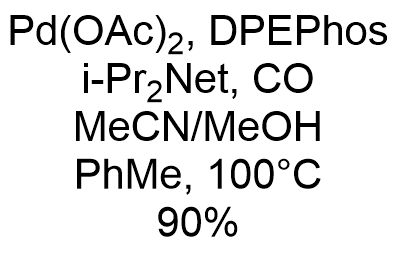 Pd(OAc)₂, DPEPhos
i-Pr₂Net, CO
MeCN/MeOH
PhMe, 100°C
90%